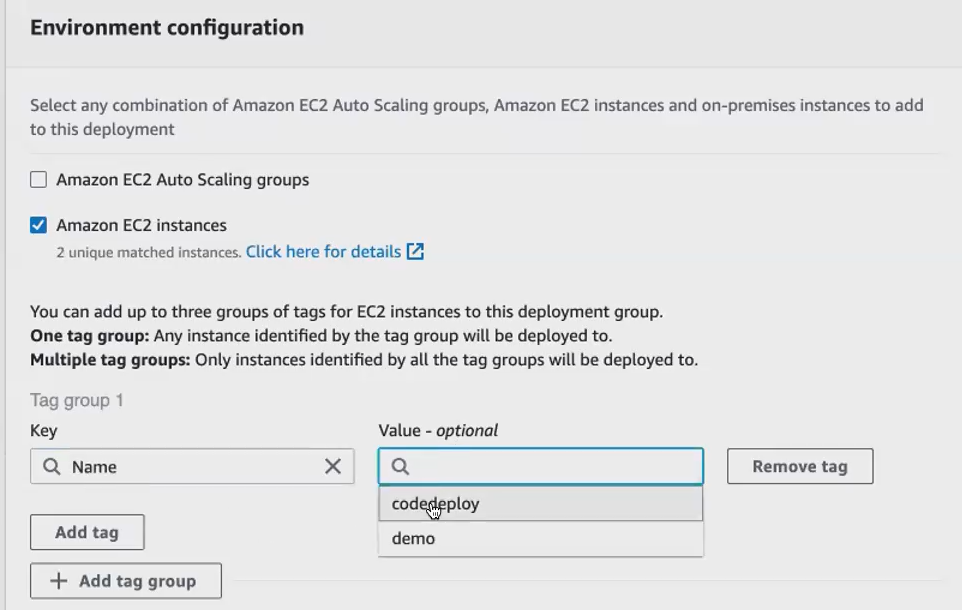 Environment configuration
Select any combination of Amazon EC2 Auto Scaling groups, Amazon EC2 instances and on-premises instances to add
to this deployment
Amazon EC2 Auto Scaling groups
Amazon EC2 instances
2 unique matched instances. Click here for details
You can add up to three groups of tags for EC2 instances to this deployment group.
One tag group: Any instance identified by the tag group will be deployed to.
Multiple tag groups: Only instances identified by all the tag groups will be deployed to.
Tag group 1
Key
Value - optional
Name
Remove tag
codedeploy
demo
Add tag
Add tag group